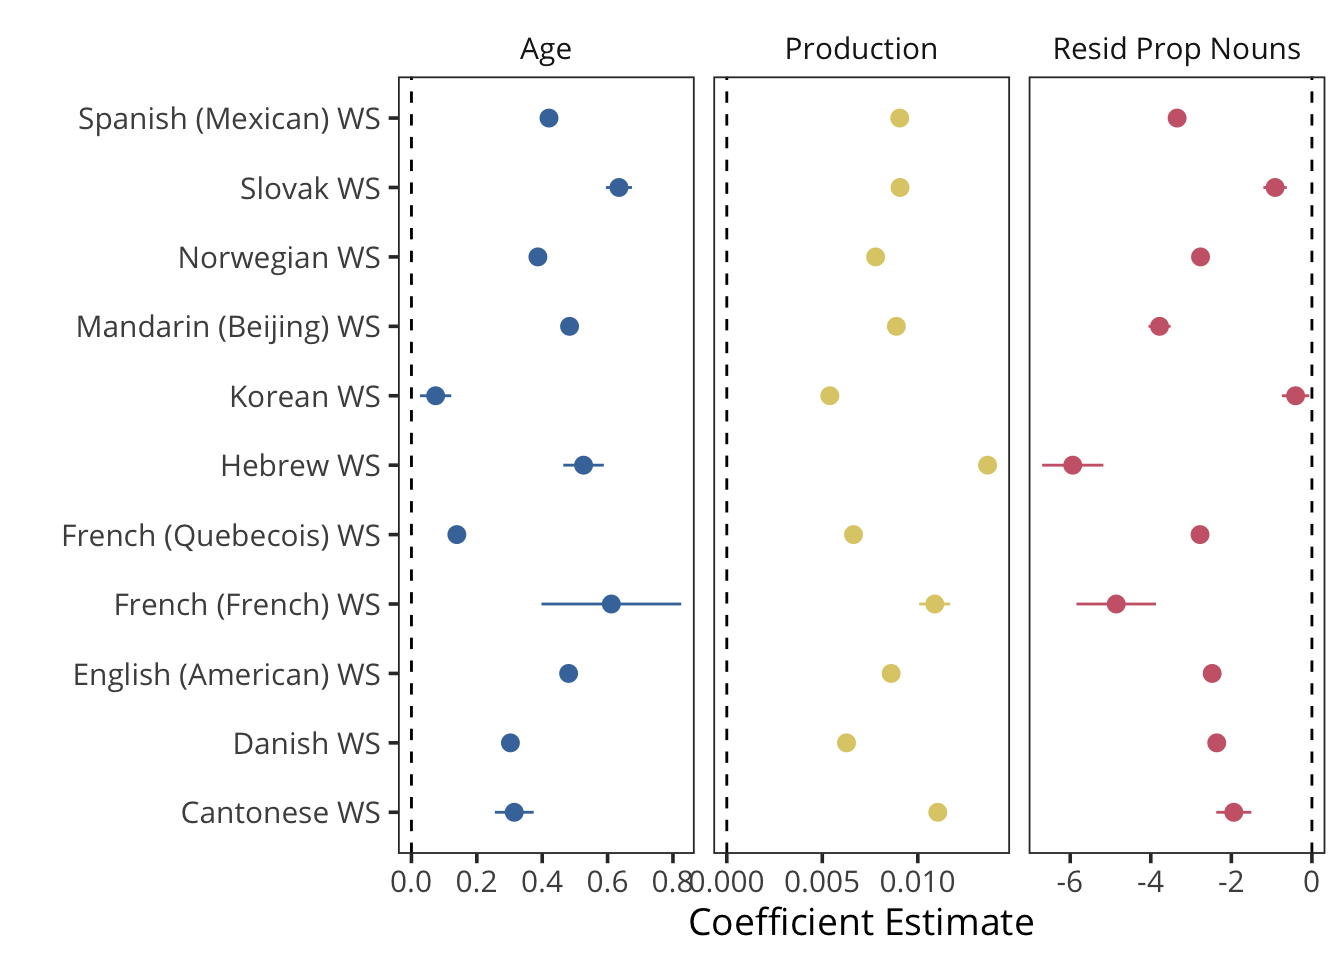 Age Production Resid Prop Nouns
Spanish (Mexican) WS
Slovak WS
Norwegian WS
Mandarin (Beijing) WS
Korean WS
Hebrew WS
French (Quebecois) WS
French (French) WS
English (American) WS
Danish WS
Cantonese WS
0.0 0.2 0.4 0.6 0.8 0.000 0.005 0.010 -6 -4 -2 0
Coefficient Estimate